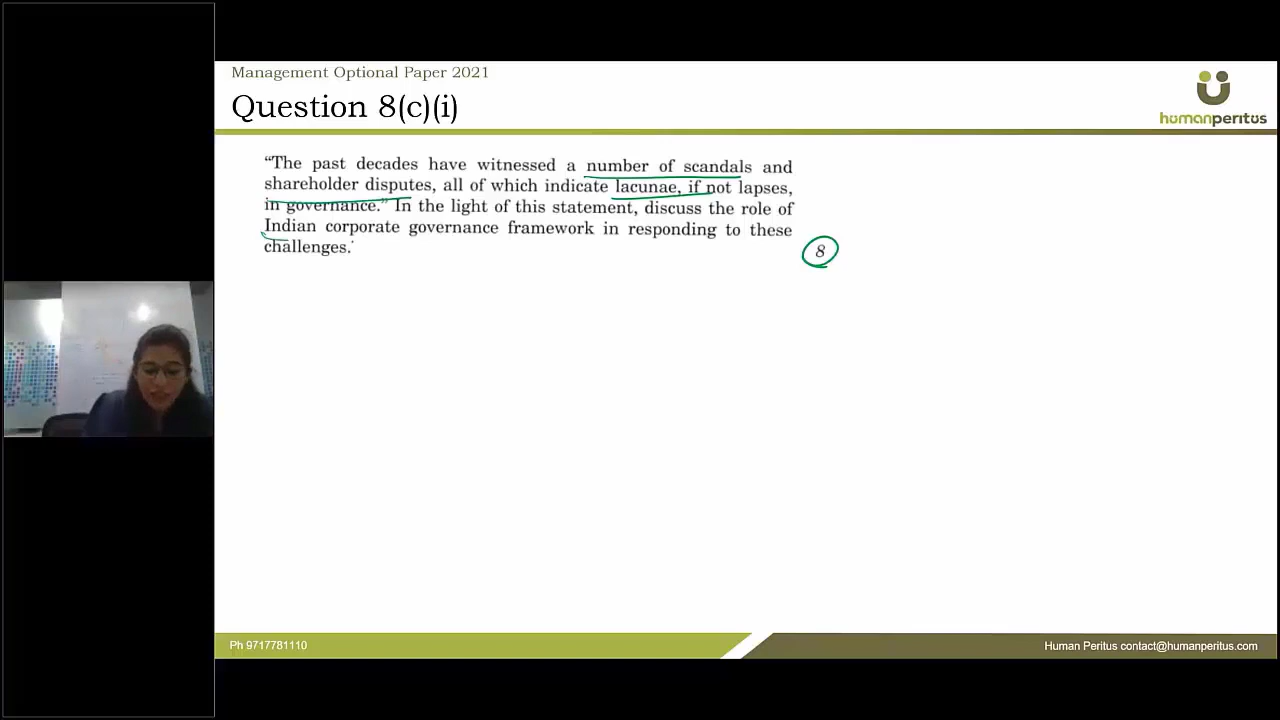 Management Optional Paper 2021
Question 8(c)(i)
humanperitus
“The past decades have witnessed a number of scandals and
shareholder disputes, all of which indicate lacunae, if not lapses,
in governance.” In the light of this statement, discuss the role of
Indian corporate governance framework in responding to these
challenges.
8
Ph 9717781110
Human Peritus contact@humanperitus.com